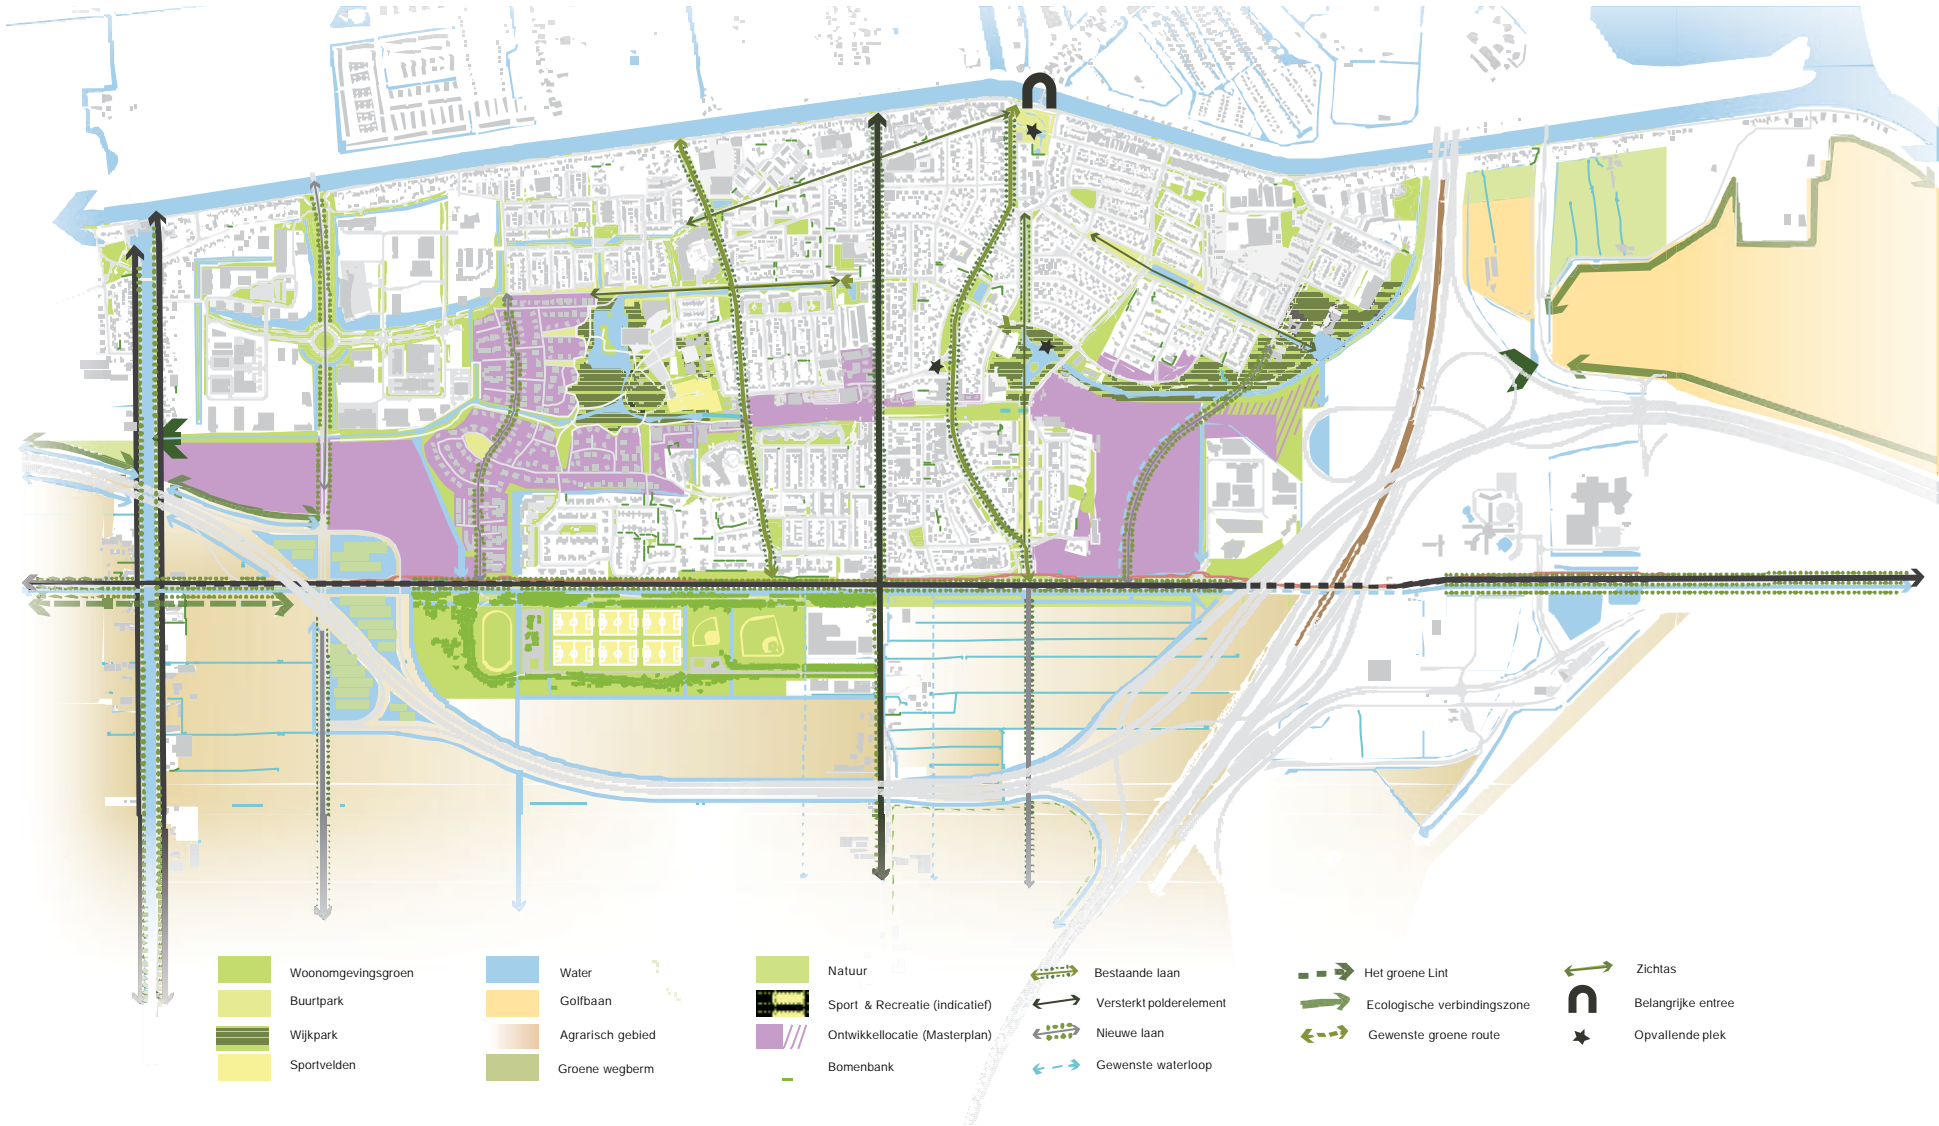 Woonomgevingsgroen
Buurtpark
Wijkpark
Sportvelden
Water
Golfbaan
Agrarisch gebied
Groene wegberm
Natuur
Sport & Recreatie (indicatief)
Ontwikkellocatie (Masterplan)
Bomenbank
Bestaande laan
Versterkt polderelement
Nieuwe laan
Gewenste waterloop
Het groene Lint
Ecologische verbindingszone
Gewenste groene route
Zichtas
Belangrijke entree
Opvallende plek